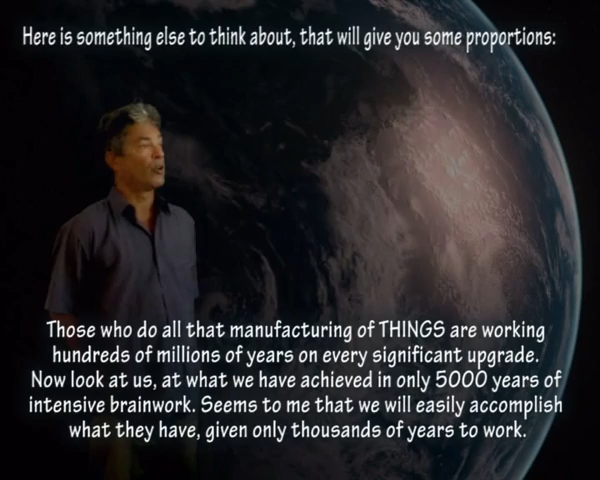 Here is something else to think about, that will give you some proportions:
Those who do all that manufacturing of THINGS are working
hundreds of millions of years on every significant upgrade.
Now look at us, at what we have achieved in only 5000 years of
intensive brainwork. Seems to me that we will easily accomplish
what they have, given only thousands of years to work.